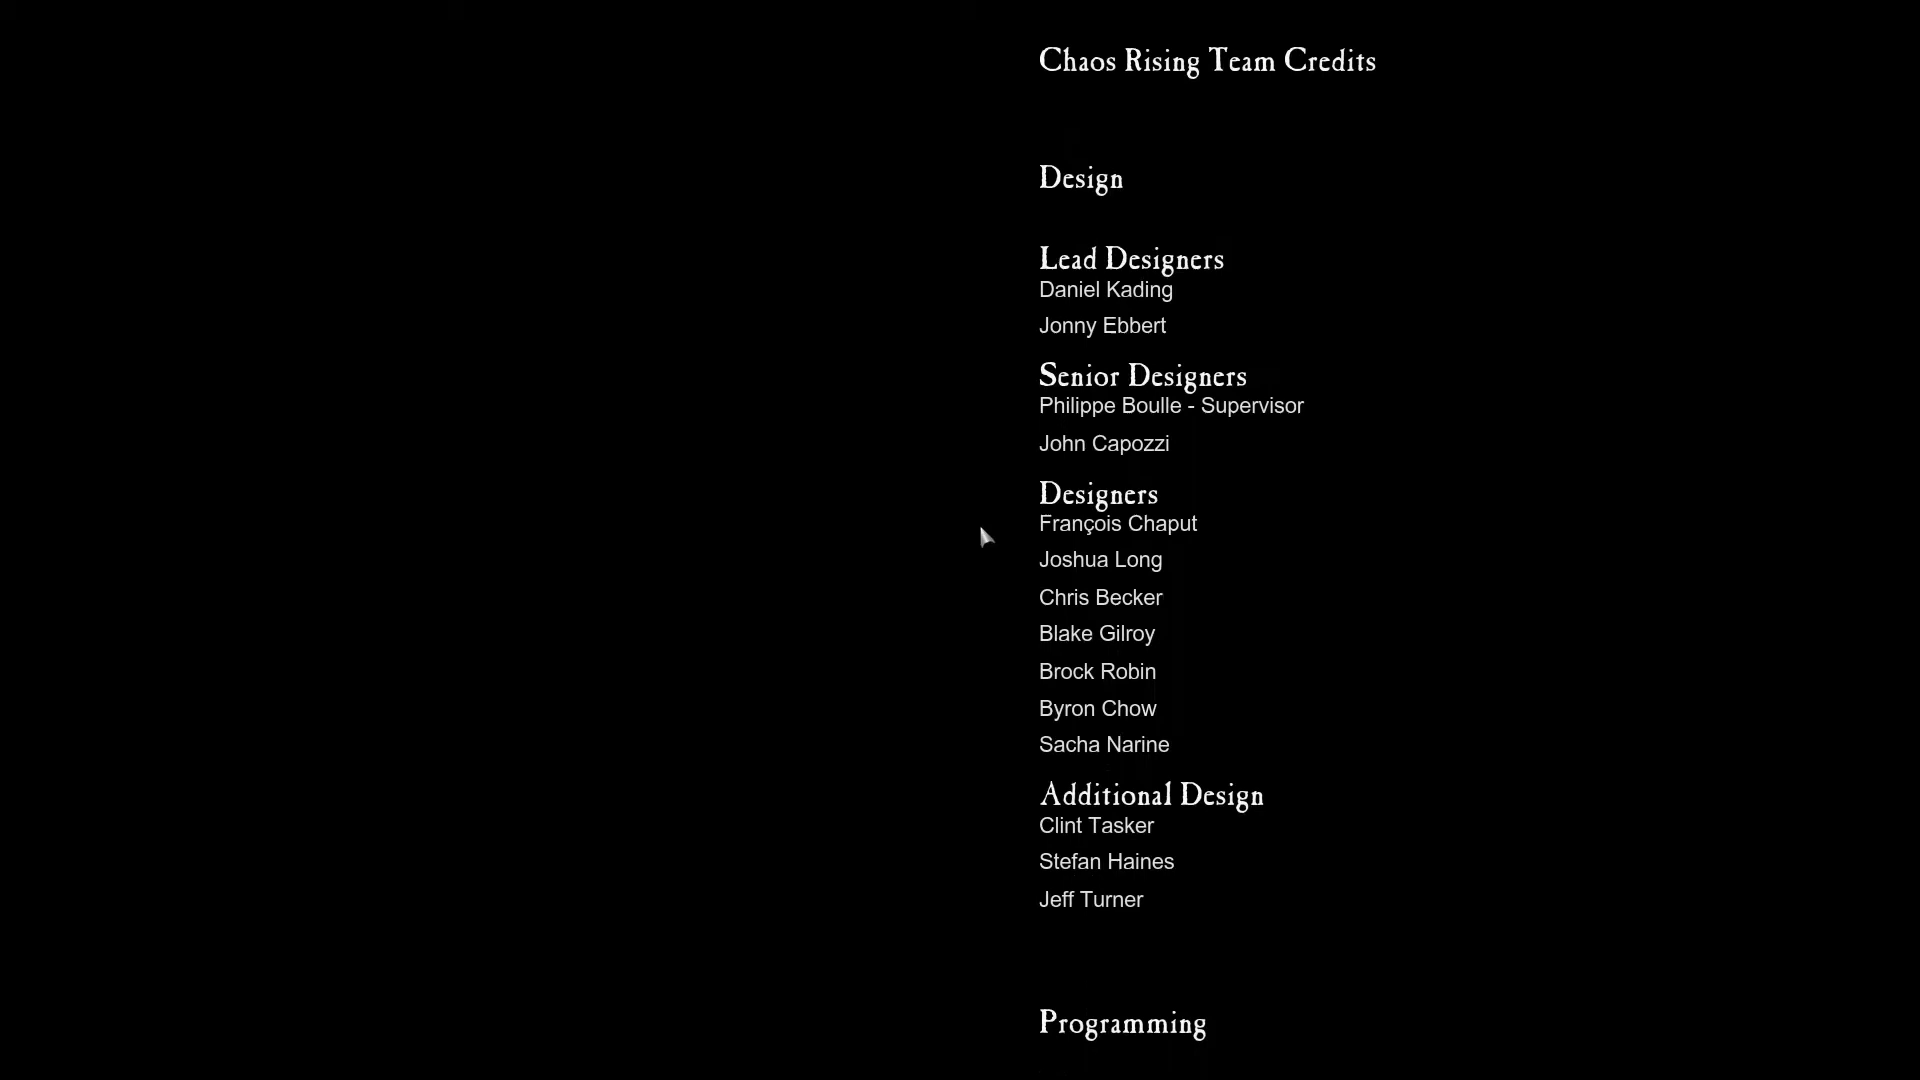 Chaos Rising Team Credits
Design
Lead Designers
Daniel Kading
Jonny Ebbert
Senior Designers
Philippe Boulle - Supervisor
John Capozzi
Designers
François Chaput
Joshua Long
Chris Becker
Blake Gilroy
Brock Robin
Byron Chow
Sacha Narine
Additional Design
Clint Tasker
Stefan Haines
Jeff Turner
Programming